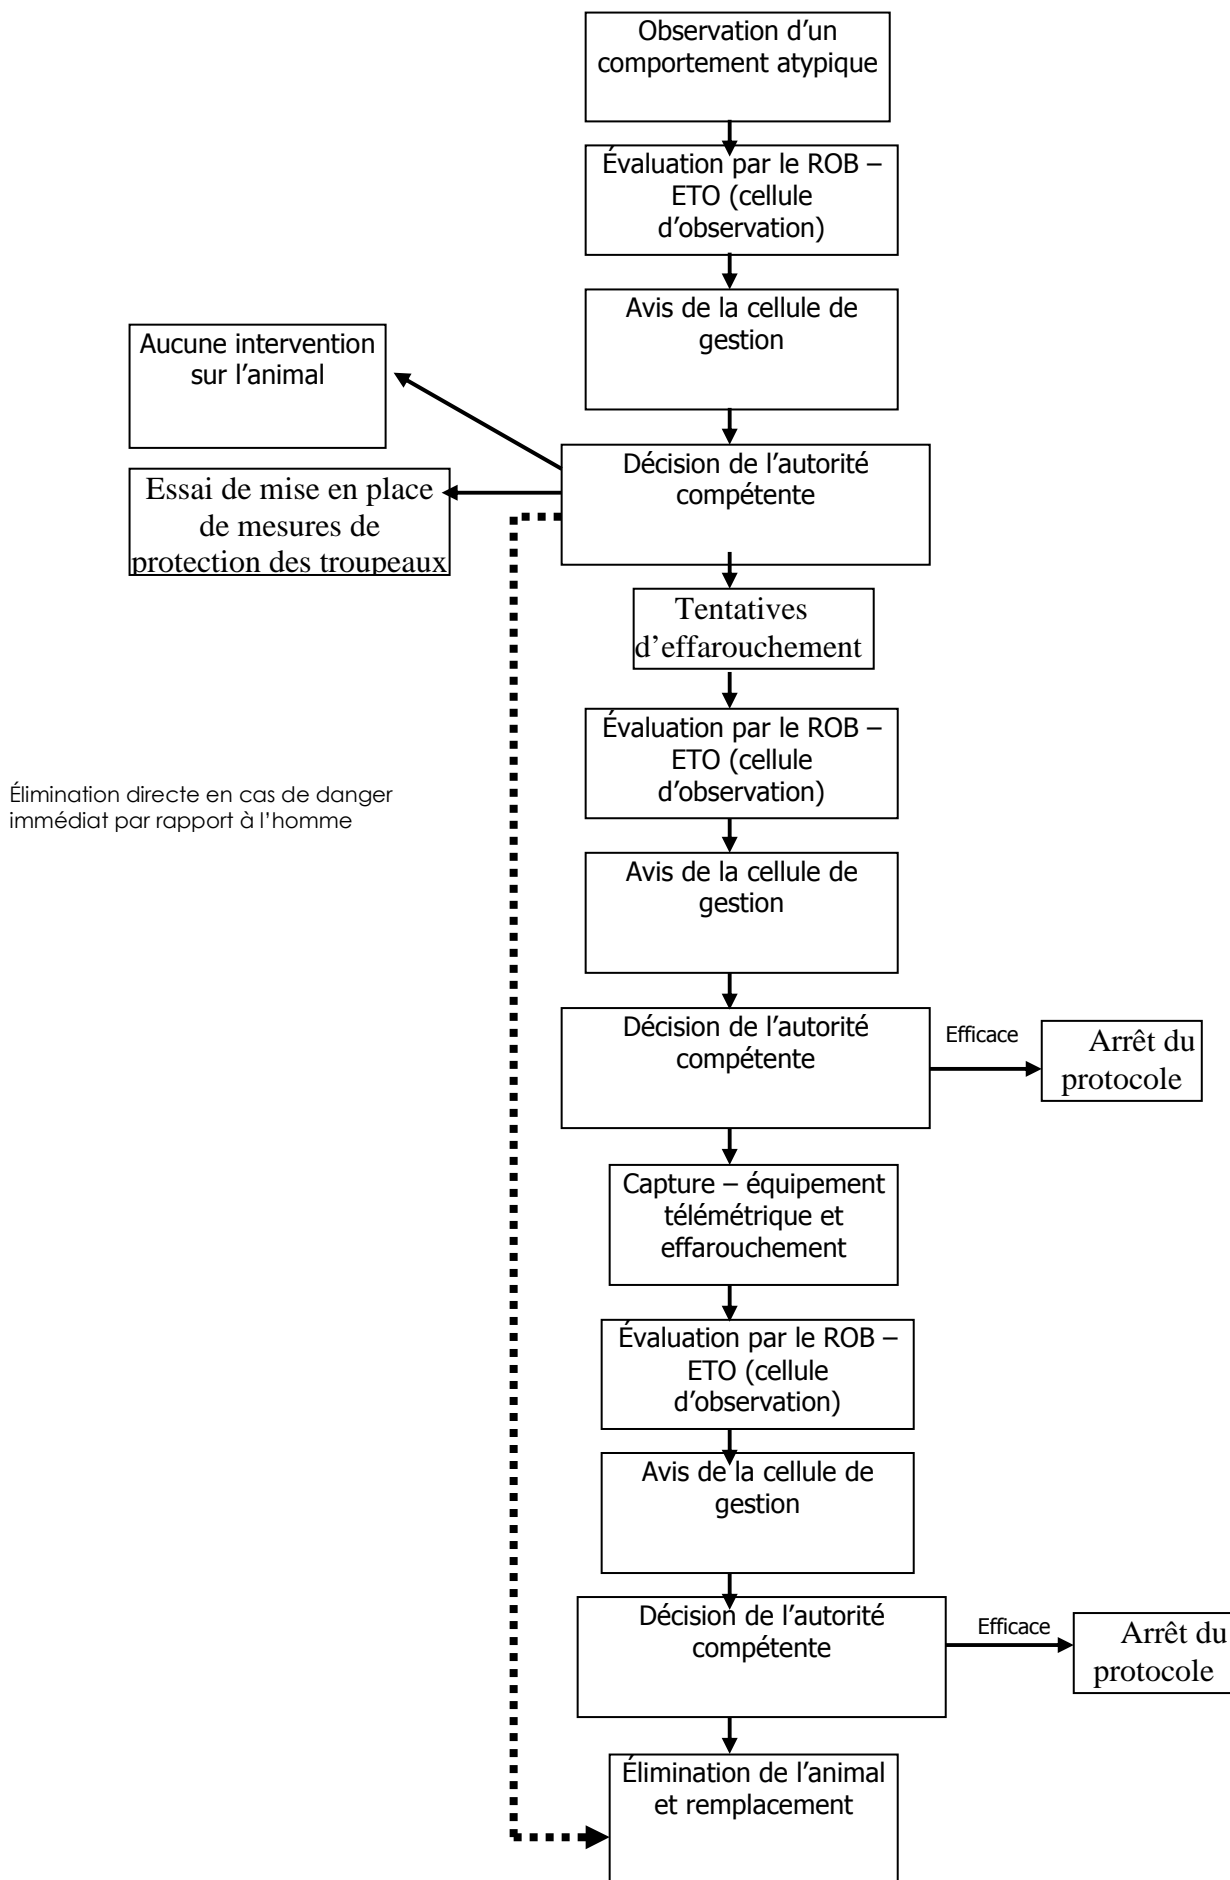 Observation d’un
comportement atypique
Évaluation par le ROB –
ETO (cellule
d’observation)
Avis de la cellule de
gestion
Aucune intervention
sur l’animal
Décision de l’autorité
compétente
Essai de mise en place
de mesures de
protection des troupeaux
Tentatives
d’effarouchement
Évaluation par le ROB –
ETO (cellule
d’observation)
Élimination directe en cas de danger
immédiat par rapport à l’homme
Avis de la cellule de
gestion
Décision de l’autorité
compétente
Efficace
Arrêt du
protocole
Capture – équipement
télémétrique et
effarouchement
Évaluation par le ROB –
ETO (cellule
d’observation)
Avis de la cellule de
gestion
Décision de l’autorité
compétente
Efficace
Arrêt du
protocole
Élimination de l’animal
et remplacement